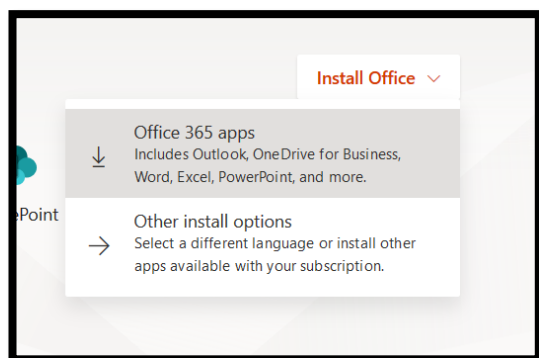 Install Office
Office 365 apps
Includes Outlook, OneDrive for Business,
Word, Excel, PowerPoint, and more.
ePoint
Other install options
Select a different language or install other
apps available with your subscription.